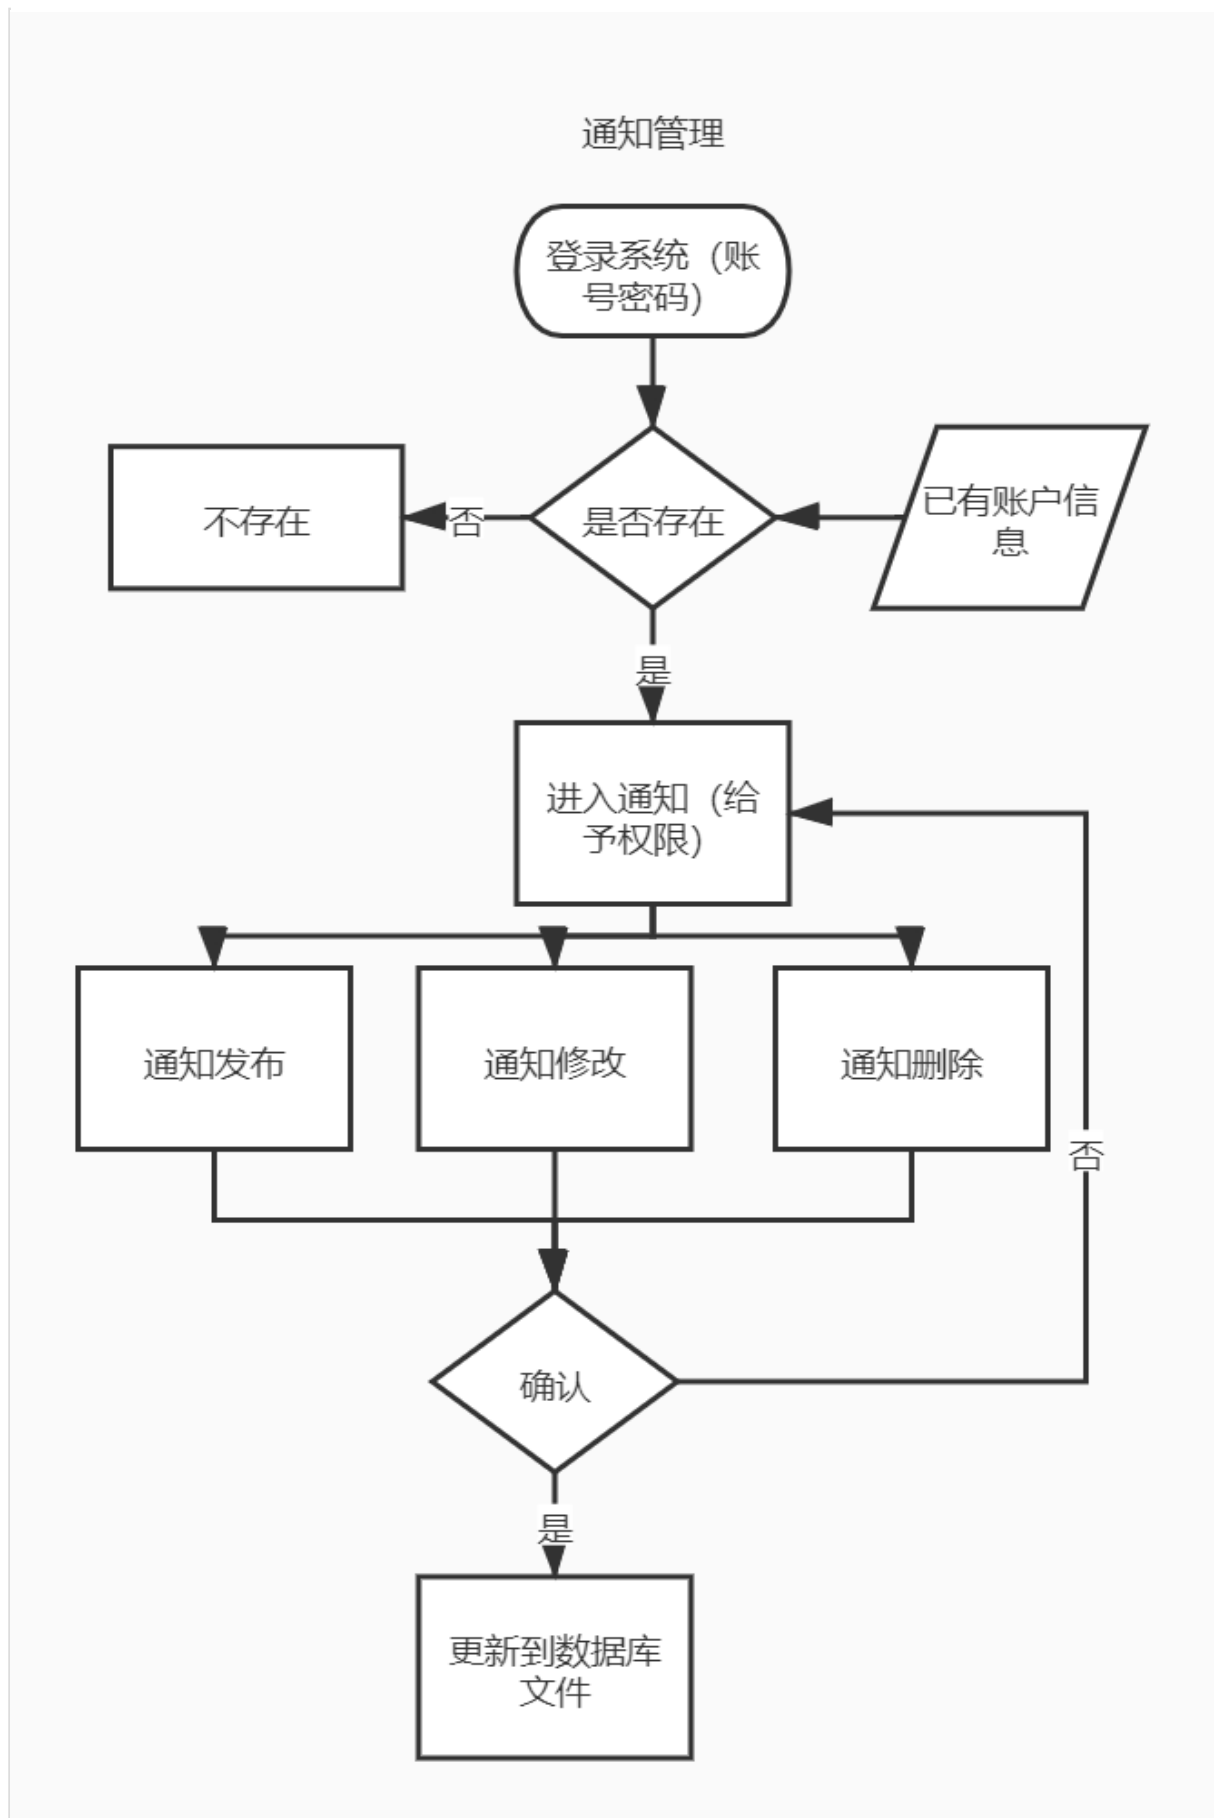 通知管理
登录系统（账
号密码）
不存在
否
是否存在
已有账户信
息
是
进入通知（给
予权限）
通知发布
通知修改
通知删除
否
确认
是
更新到数据库
文件